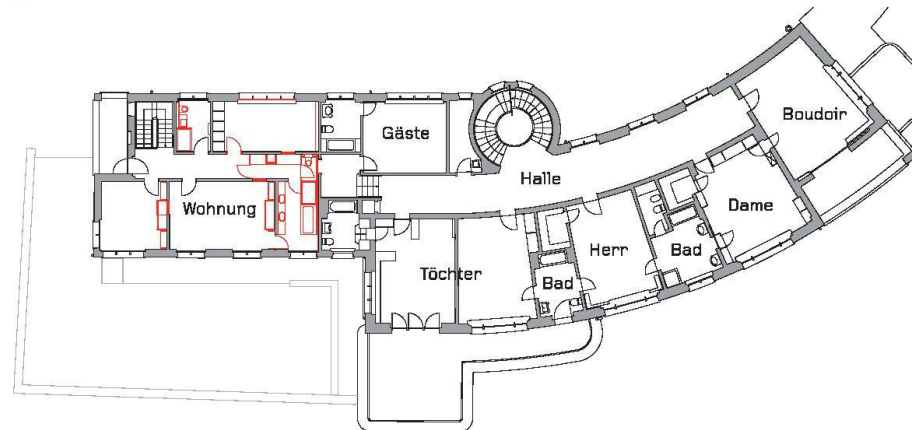 Gäste
Boudoir
Halle
Wohnung
Dame
Töchter
Herr
Bad
Bad